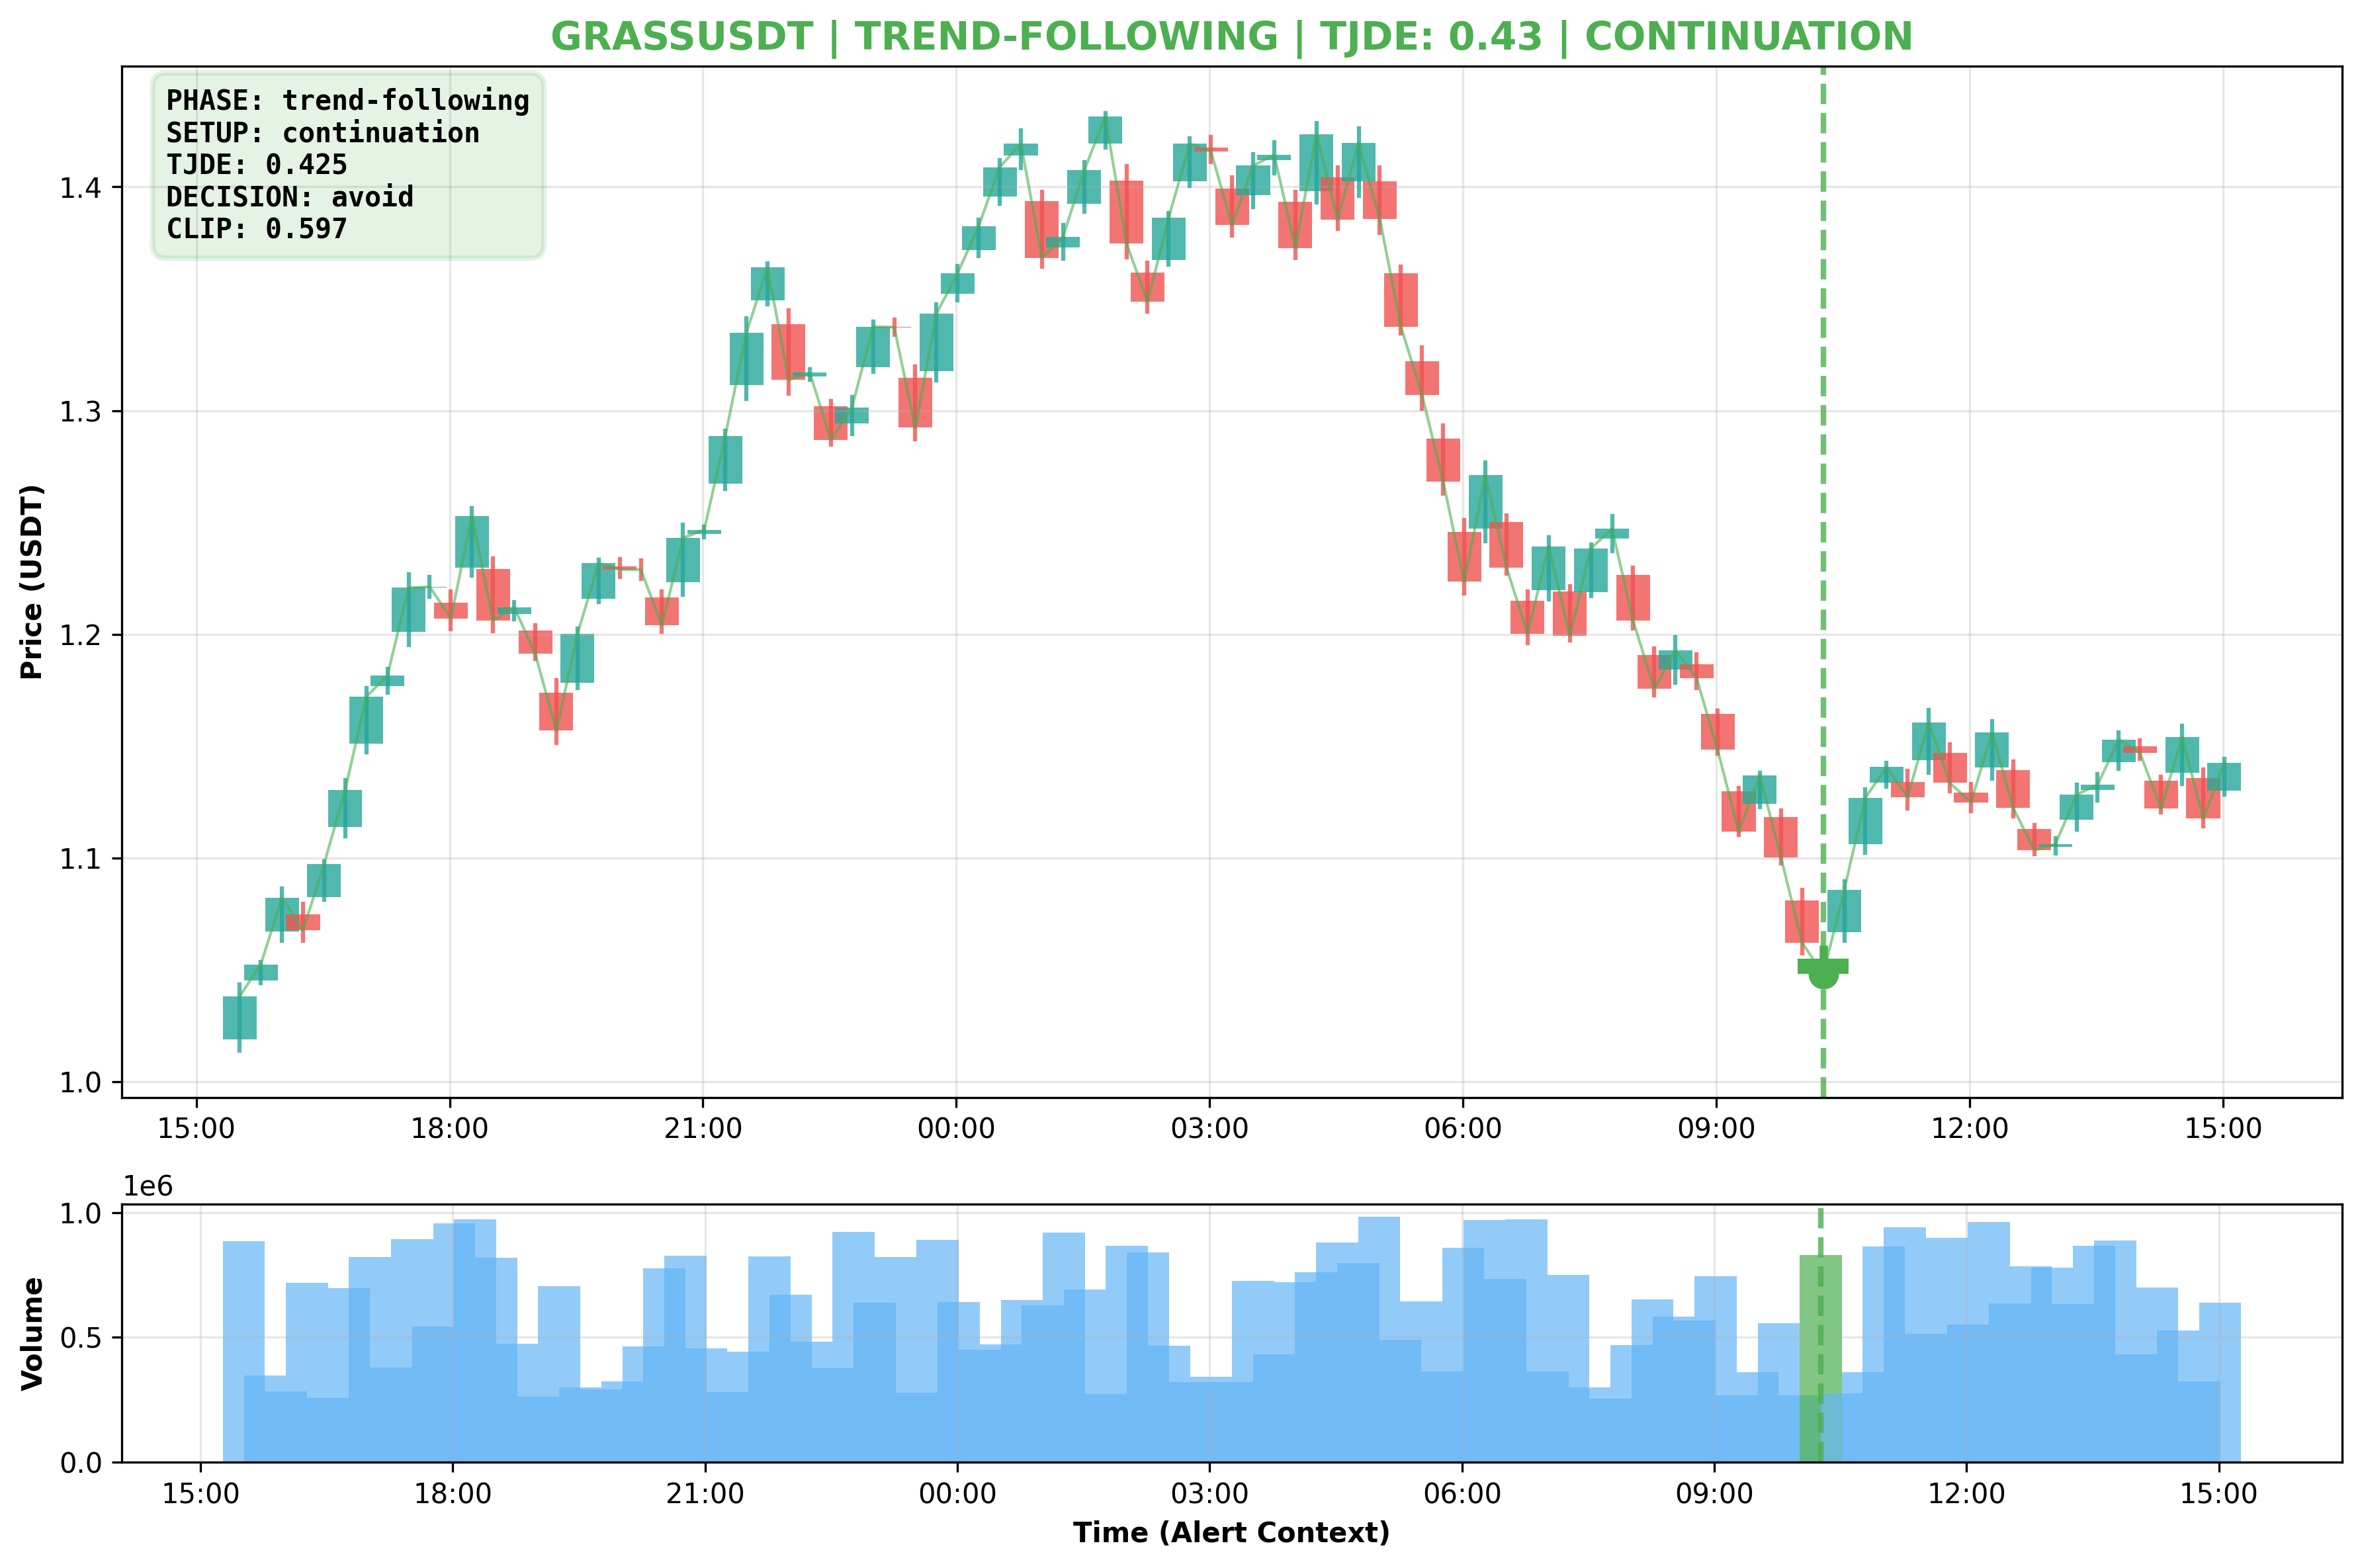 GRASSUSDT | TREND-FOLLOWING | TJDE: 0.43 | CONTINUATION
PHASE: trend-following
SETUP: continuation
TJDE: 0.425
DECISION: avoid
CLIP: 0.597
Price (USDT)
1.4
1.3
1.2
1.1
1.0
15:00 18:00 21:00 00:00 03:00 06:00 09:00 12:00 15:00
1e6
Volume
1.0
0.5
0.0
15:00 18:00 21:00 00:00 03:00 06:00 09:00 12:00 15:00
Time (Alert Context)